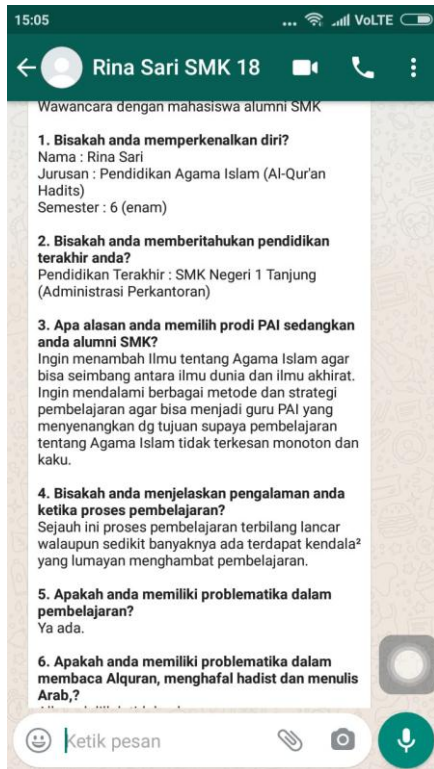 15:05
... VoLTE
Rina Sari SMK 18
Wawancara dengan mahasiswa alumni SMK
1. Bisakah anda memperkenalkan diri?
Nama : Rina Sari
Jurusan : Pendidikan Agama Islam (Al-Qur'an
Hadits)
Semester : 6 (enam)
2. Bisakah anda memberitahukan pendidikan
terakhir anda?
Pendidikan Terakhir : SMK Negeri 1 Tanjung
(Administrasi Perkantoran)
3. Apa alasan anda memilih prodi PAI sedangkan
anda alumni SMK?
Ingin menambah Ilmu tentang Agama Islam agar
bisa seimbang antara ilmu dunia dan ilmu akhirat.
Ingin mendalami berbagai metode dan strategi
pembelajaran agar bisa menjadi guru PAI yang
menyenangkan dg tujuan supaya pembelajaran
tentang Agama Islam tidak terkesan monoton dan
kaku.
4. Bisakah anda menjelaskan pengalaman anda
ketika proses pembelajaran?
Sejauh ini proses pembelajaran terbilang lancar
walaupun sedikit banyaknya ada terdapat kendala²
yang lumayan menghambat pembelajaran.
5. Apakah anda memiliki problematika dalam
pembelajaran?
Ya ada.
6. Apakah anda memiliki problematika dalam
membaca Alquran, menghafal hadist dan menulis
Arab,?
Ketik pesan